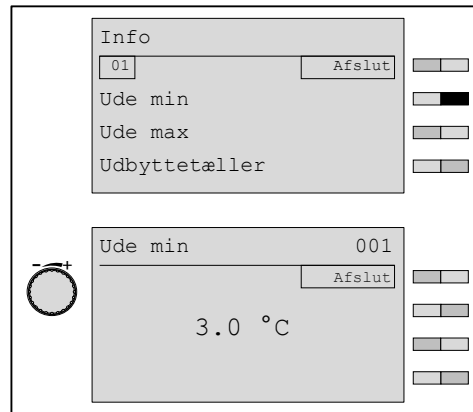 Info
01 Afslut
Ude min
Ude max
Udbyttetæller
Ude min 001
Afslut
- +
3.0 °C